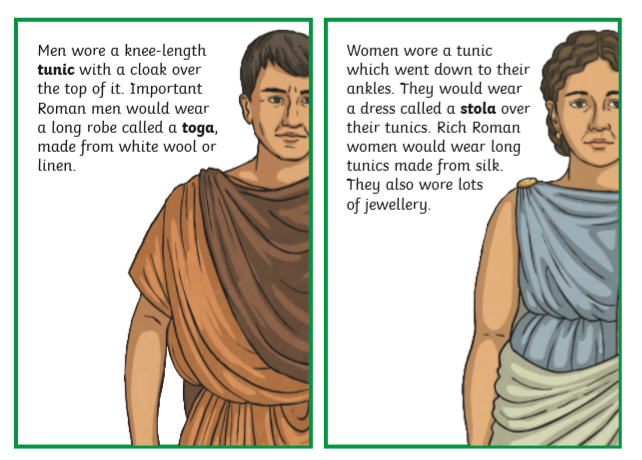 Men wore a knee-length
tunic with a cloak over
the top of it. Important
Roman men would wear
a long robe called a toga,
made from white wool or
linen.
Women wore a tunic
which went down to their
ankles. They would wear
a dress called a stola over
their tunics. Rich Roman
women would wear long
tunics made from silk.
They also wore lots
of jewellery.